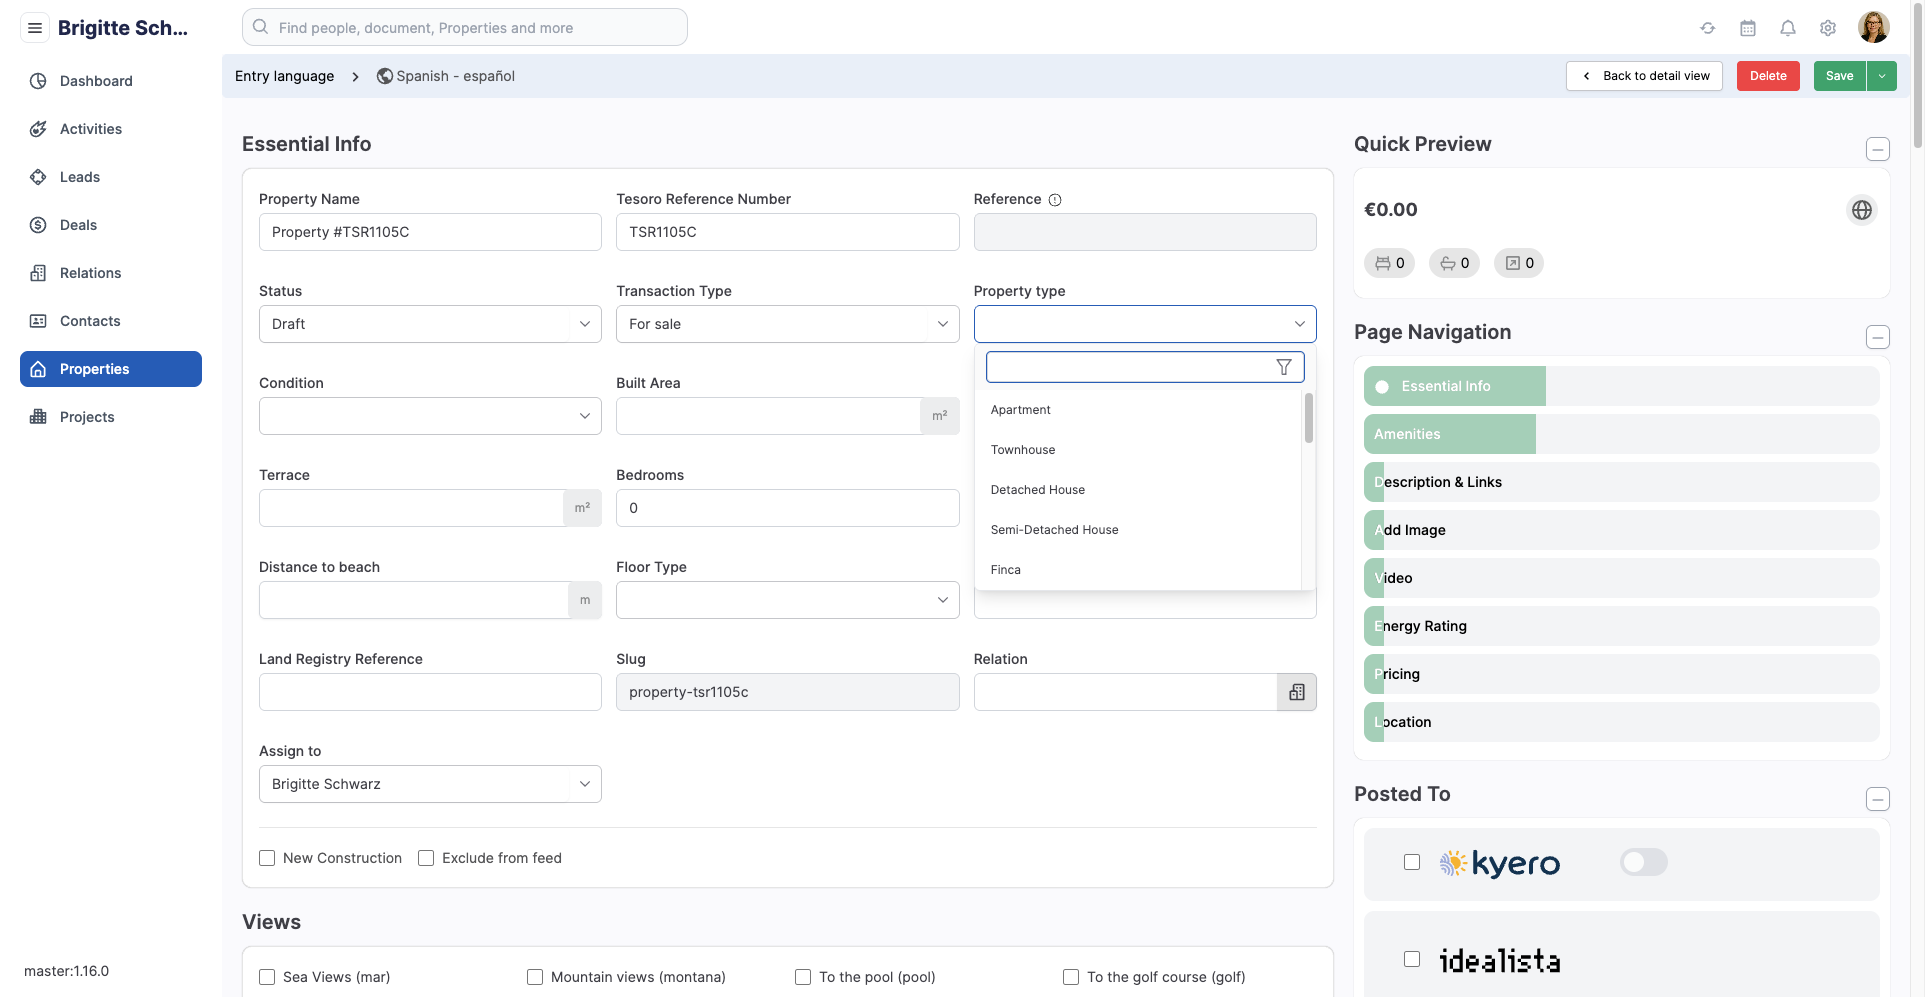 Brigitte Sch...
Find people, document, Properties and more
Dashboard
Activities
Leads
Deals
Relations
Contacts
Properties
Projects
master:1.16.0
Entry language
Spanish - español
Back to detail view
Delete
Save
Essential Info
Property Name
Tesoro Reference Number
Reference
Property #TSR1105C
TSR1105C
Status
Transaction Type
Property type
Draft
For sale
Condition
Built Area
m²
Apartment
Townhouse
Detached House
Semi-Detached House
Finca
Terrace
Bedrooms
m²
0
Distance to beach
Floor Type
m
Land Registry Reference
Slug
Relation
property-tsr1105c
Assign to
Brigitte Schwarz
New Construction
Exclude from feed
Views
Sea Views (mar)
Mountain views (montana)
To the pool (pool)
To the golf course (golf)
Quick Preview
€0.00
0
0
0
Page Navigation
Essential Info
Amenities
Description & Links
Add Image
Video
Energy Rating
Pricing
Location
Posted To
kyero
idealista